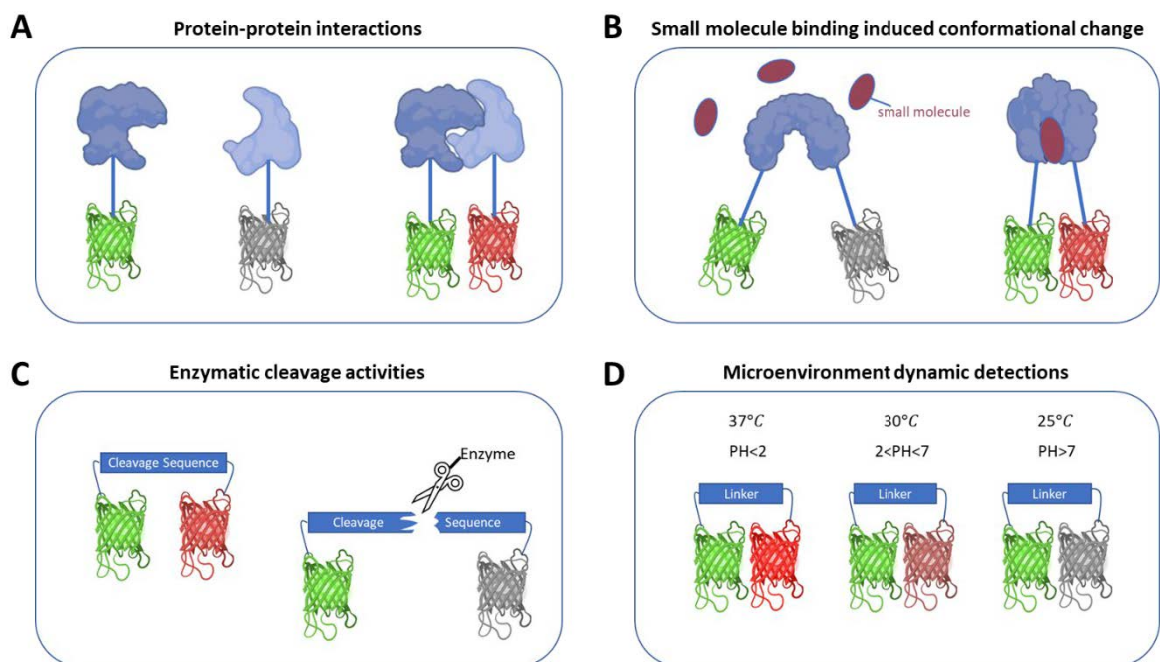 A
Protein-protein interactions
B
Small molecule binding induced conformational change
small molecule
C
Enzymatic cleavage activities
Cleavage Sequence
Enzyme
Cleavage
Sequence
D
Microenvironment dynamic detections
37°C
30°C
25°C
PH<2
2<PH<7
PH>7
Linker
Linker
Linker